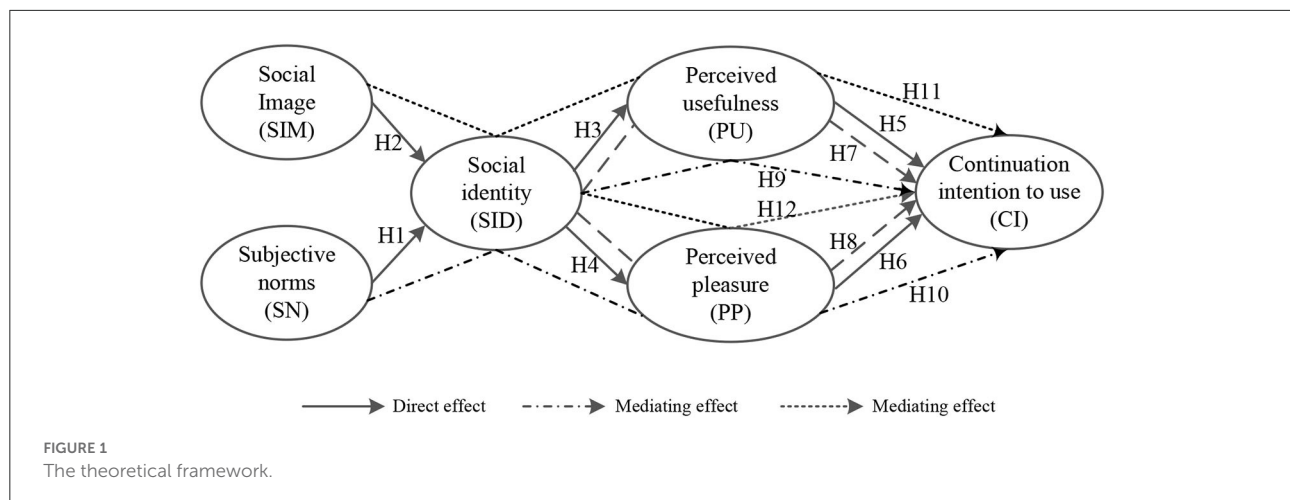 Social
Image
(SIM)
Perceived
usefulness
(PU)
H11
H2
H3
H5
H7
Social
identity
(SID)
Continuation
intention to use
(CI)
H9
H12
H1
H4
H8
H6
H10
Subjective
norms
(SN)
Perceived
pleasure
(PP)
Direct effect
Mediating effect
Mediating effect
FIGURE 1
The theoretical framework.